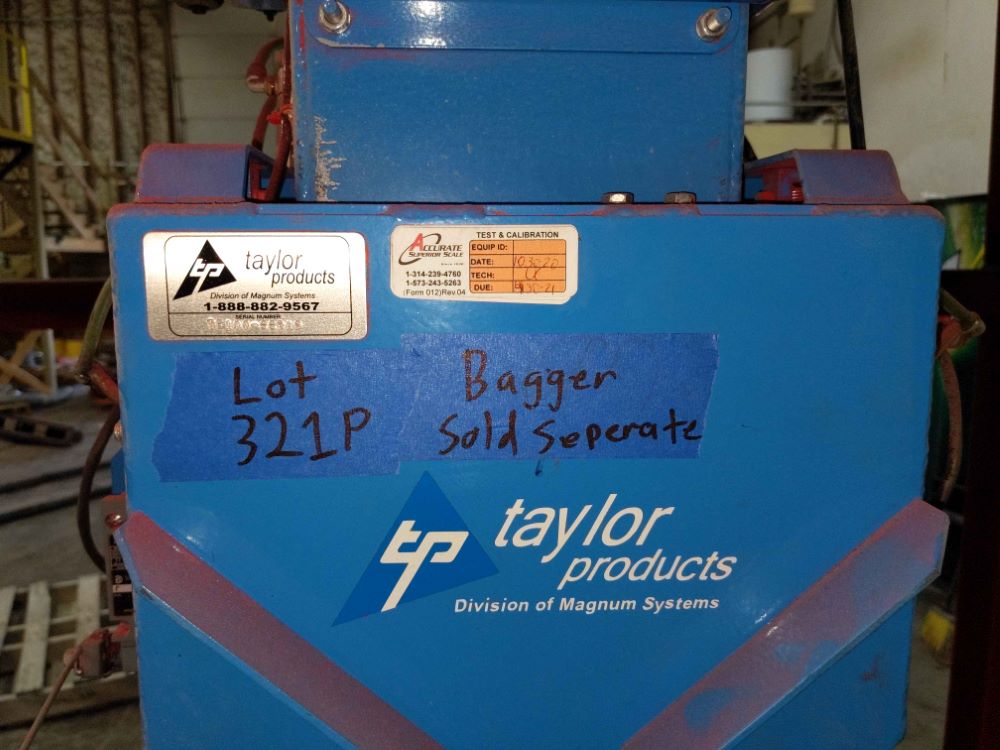 tp taylor products
Division of Magnum Systems
1-888-882-9567
SERIAL NUMBER
ACCURATE
SUPERIOR SCALE
1-314-239-4760
1-573-243-5263
(Form 012)Rev.04
TEST & CALIBRATION
EQUIP ID:
DATE:
TECH:
DUE:
Lot
321P
Bagger
Sold Seperate
tp taylor
products
Division of Magnum Systems